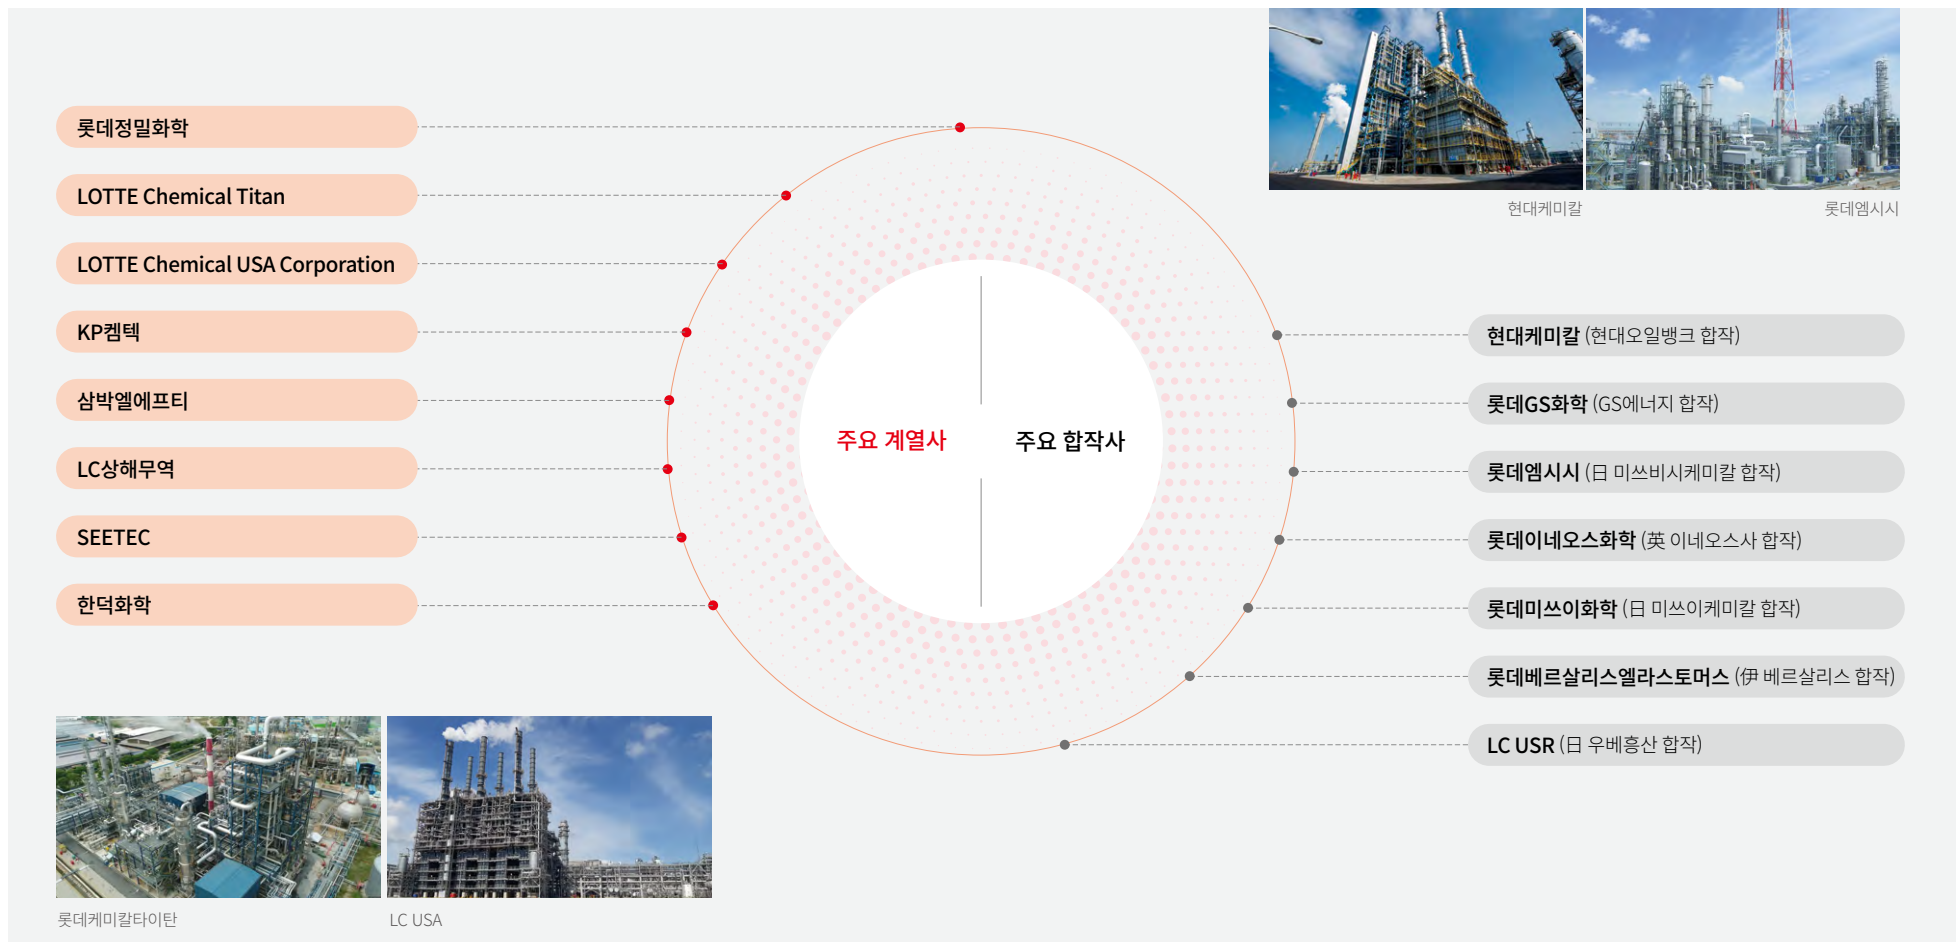 롯데정밀화학
LOTTE Chemical Titan
LOTTE Chemical USA Corporation
KP켐텍
삼박엘에프티
LC상해무역
SEETEC
한덕화학
롯데케미칼타이탄
LC USA
주요 계열사
주요 합작사
현대케미칼
롯데엠시시
현대케미칼 (현대오일뱅크 합작)
롯데GS화학 (GS에너지 합작)
롯데엠시시 (日 미쓰비시케미칼 합작)
롯데이네오스화학 (英 이네오스사 합작)
롯데미쓰이화학 (日 미쓰이케미칼 합작)
롯데베르살리스엘라스토머스 (伊 베르살리스 합작)
LC USR (日 우베흥산 합작)